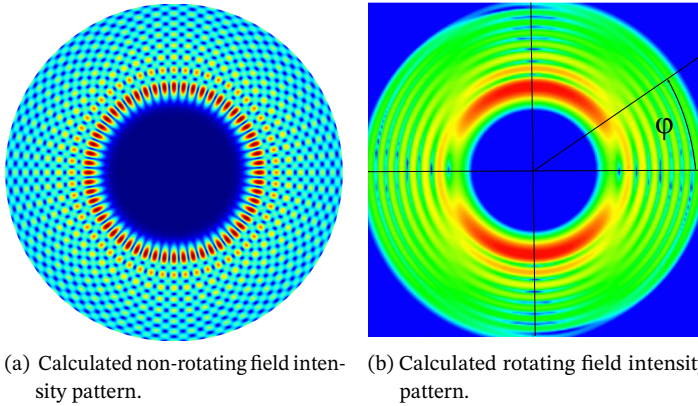 φ
(a) Calculated non-rotating field inten-
sity pattern.
(b) Calculated rotating field intensit
pattern.